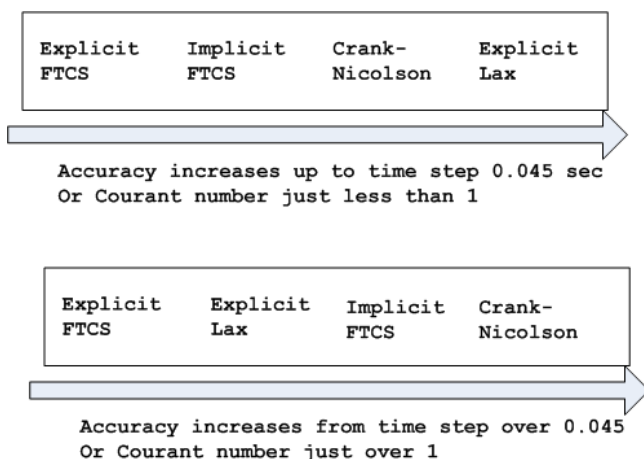 Explicit Implicit Crank- Explicit
FTCS FTCS Nicolson Lax
Accuracy increases up to time step 0.045 sec
Or Courant number just less than 1
Explicit Explicit Implicit Crank-
FTCS Lax FTCS Nicolson
Accuracy increases from time step over 0.045
Or Courant number just over 1